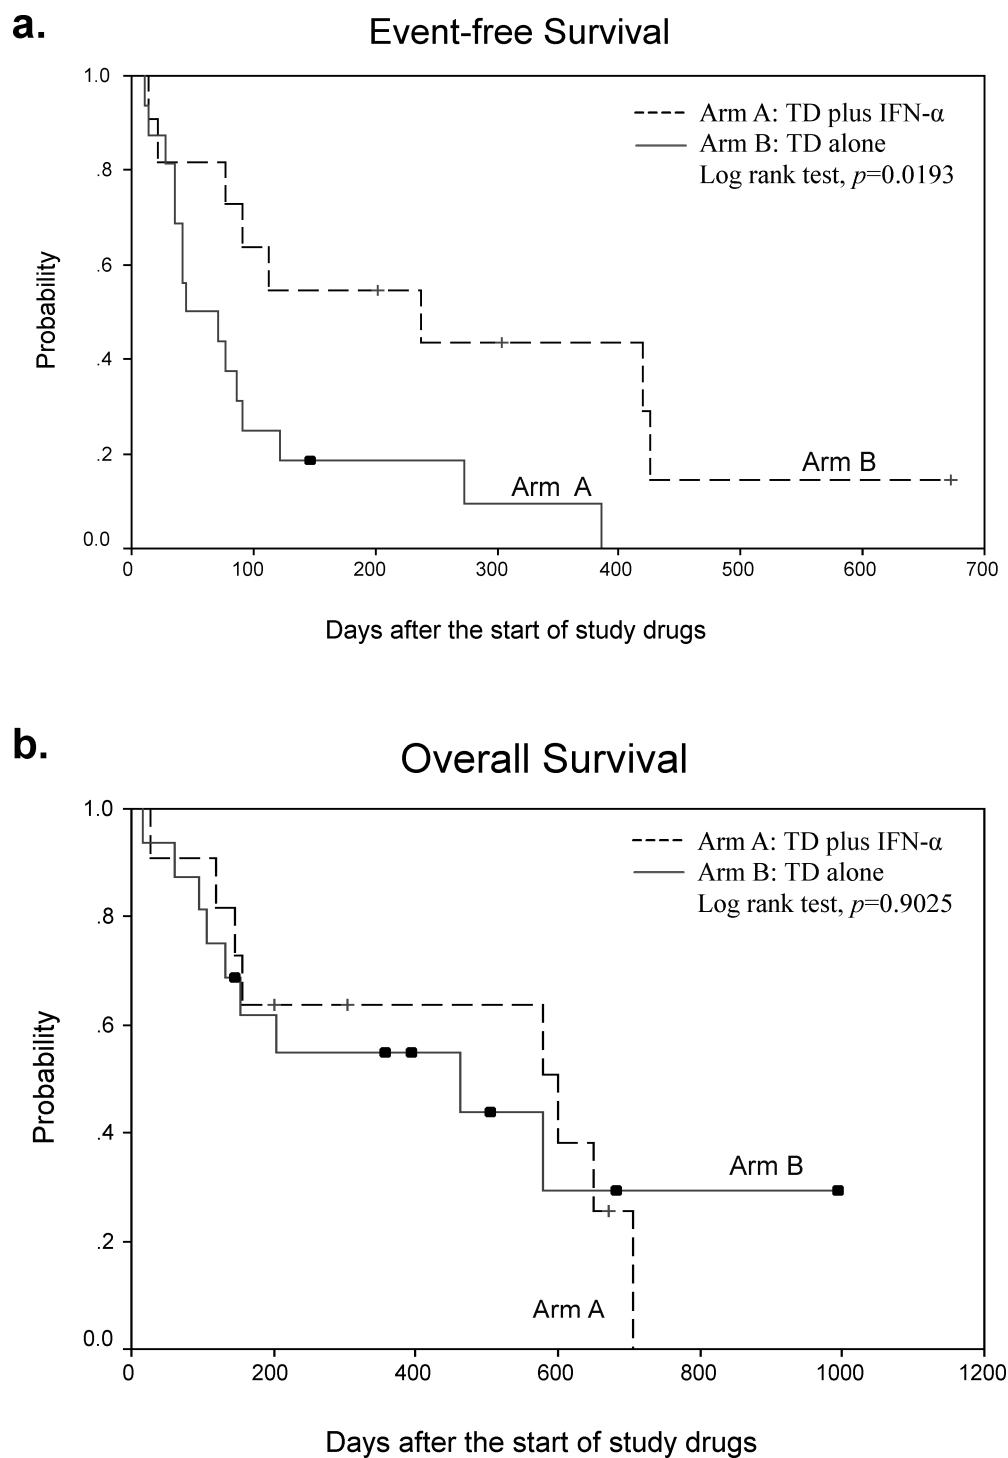 a.
Event-free Survival
1.0
Arm A: TD plus IFN-α
Arm B: TD alone
Log rank test, p=0.0193
.8
.6
.4
.2
0.0
Probability
Arm B
Arm A
0 100 200 300 400 500 600 700
Days after the start of study drugs
b.
Overall Survival
1.0
Arm A: TD plus IFN-α
Arm B: TD alone
Log rank test, p=0.9025
.8
.6
.4
.2
0.0
Probability
Arm B
Arm A
0 200 400 600 800 1000 1200
Days after the start of study drugs